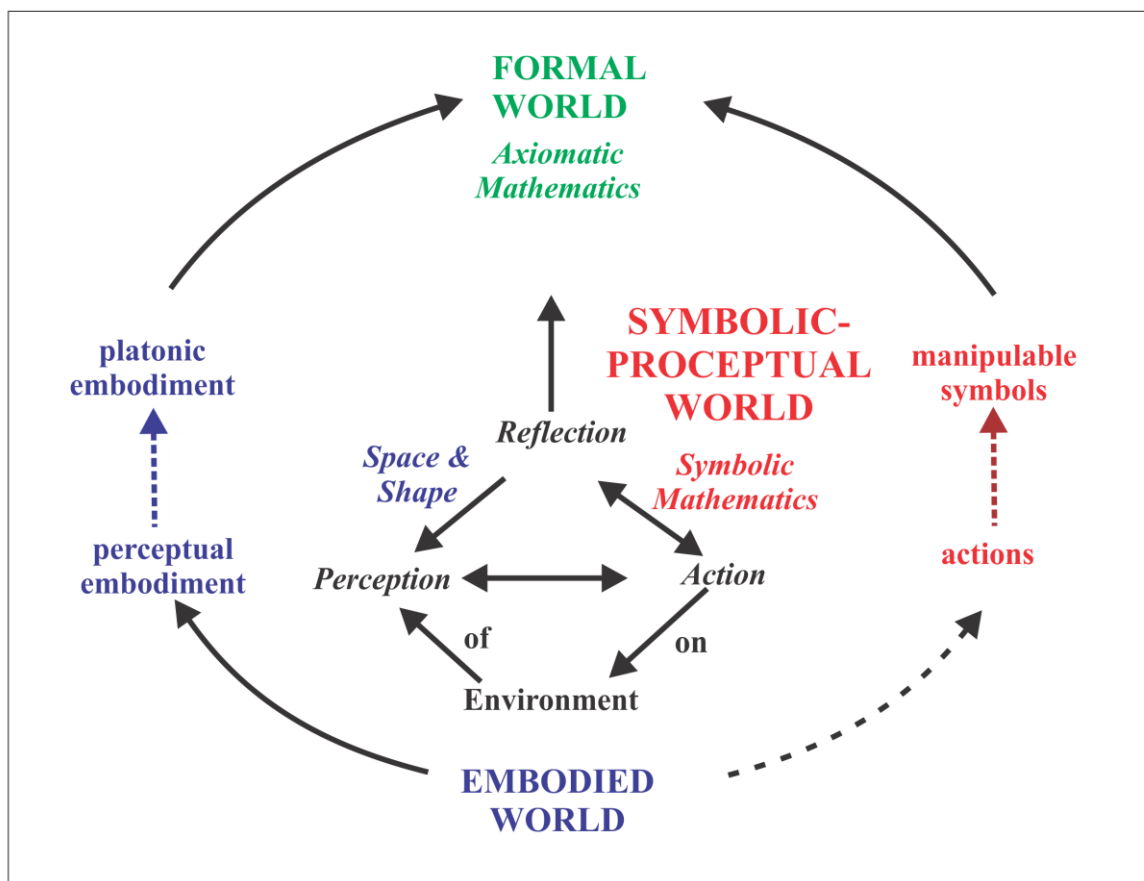 FORMAL
WORLD
Axiomatic
Mathematics
SYMBOLIC-
PROCEPTUAL
WORLD
platonic
embodiment
manipulable
symbols
Reflection
Space &
Shape
Symbolic
Mathematics
perceptual
embodiment
Perception
Action
actions
of
on
Environment
EMBODIED
WORLD